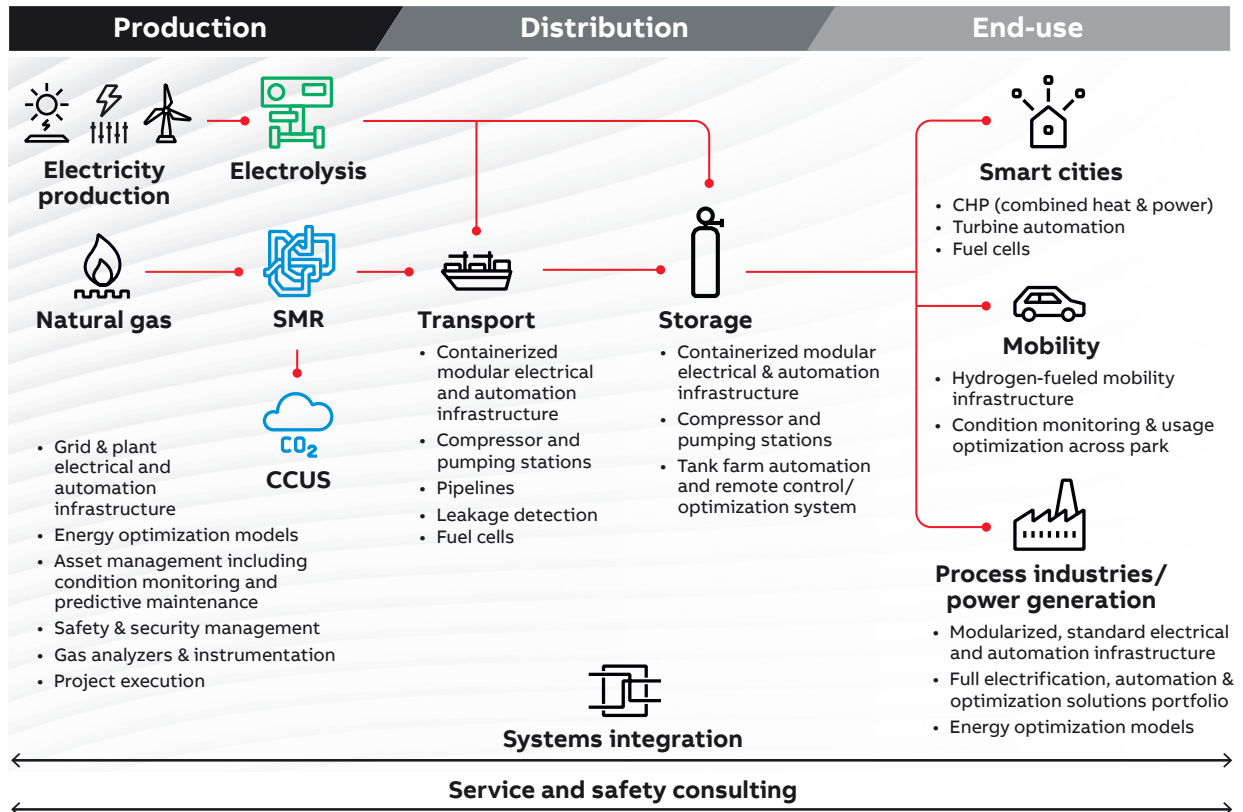 Production
Distribution
End-use
Electricity
production
Electrolysis
Natural gas
SMR
CO₂
CCUS
• Grid & plant
electrical and
automation
infrastructure
• Energy optimization models
• Asset management including
condition monitoring and
predictive maintenance
• Safety & security management
• Gas analyzers & instrumentation
• Project execution
Transport
• Containerized
modular electrical
and automation
infrastructure
• Compressor and
pumping stations
• Pipelines
• Leakage detection
• Fuel cells
Storage
• Containerized modular
electrical & automation
infrastructure
• Compressor and
pumping stations
• Tank farm automation
and remote control/
optimization system
Smart cities
• CHP (combined heat & power)
• Turbine automation
• Fuel cells
Mobility
• Hydrogen-fueled mobility
infrastructure
• Condition monitoring & usage
optimization across park
Process industries/
power generation
• Modularized, standard electrical
and automation infrastructure
• Full electrification, automation &
optimization solutions portfolio
• Energy optimization models
Systems integration
Service and safety consulting